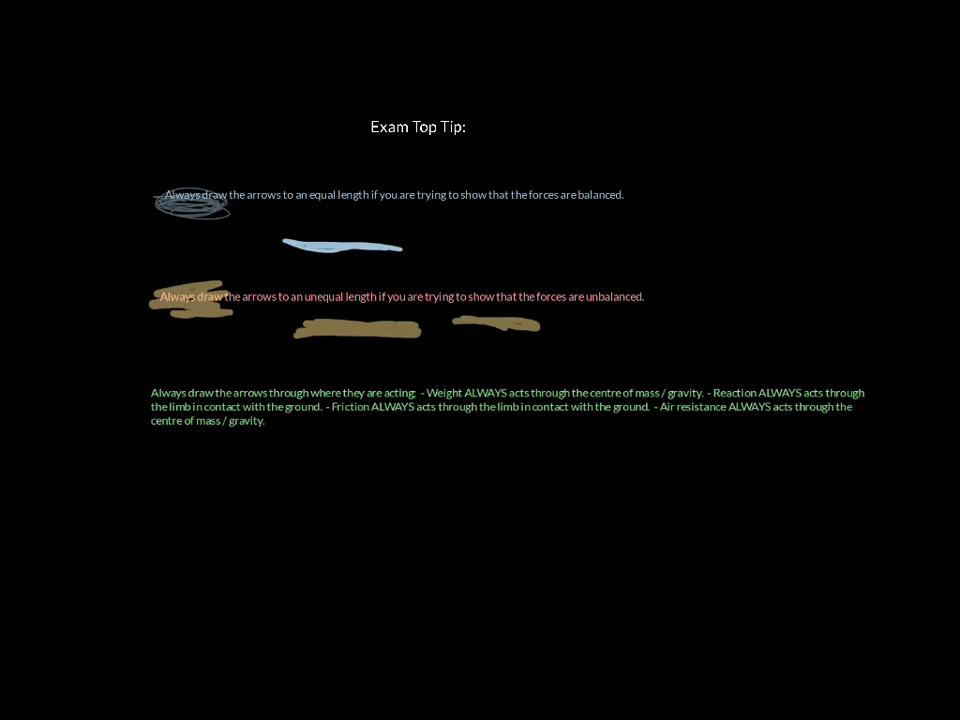 Exam Top Tip:
Always draw the arrows to an equal length if you are trying to show that the forces are balanced.
Always draw the arrows to an unequal length if you are trying to show that the forces are unbalanced.
Always draw the arrows through where they are acting; - Weight ALWAYS acts through the centre of mass / gravity. - Reaction ALWAYS acts through
the limb in contact with the ground. - Friction ALWAYS acts through the limb in contact with the ground. - Air resistance ALWAYS acts through the
centre of mass / gravity.